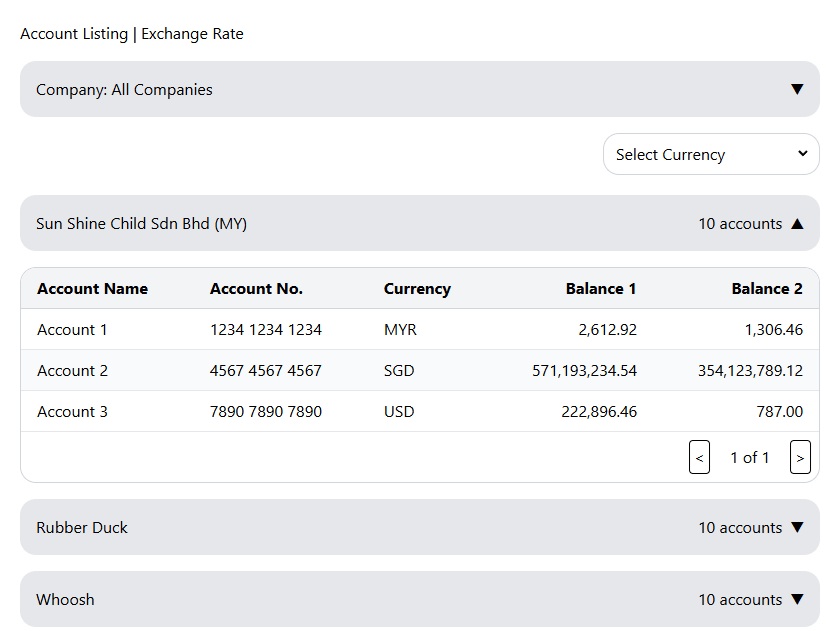 Account Listing | Exchange Rate
Company: All Companies ▼
Select Currency
Sun Shine Child Sdn Bhd (MY) 10 accounts ▲
Account Name Account No. Currency Balance 1 Balance 2
Account 1 1234 1234 1234 MYR 2,612.92 1,306.46
Account 2 4567 4567 4567 SGD 571,193,234.54 354,123,789.12
Account 3 7890 7890 7890 USD 222,896.46 787.00
< 1 of 1 >
Rubber Duck 10 accounts ▼
Whoosh 10 accounts ▼